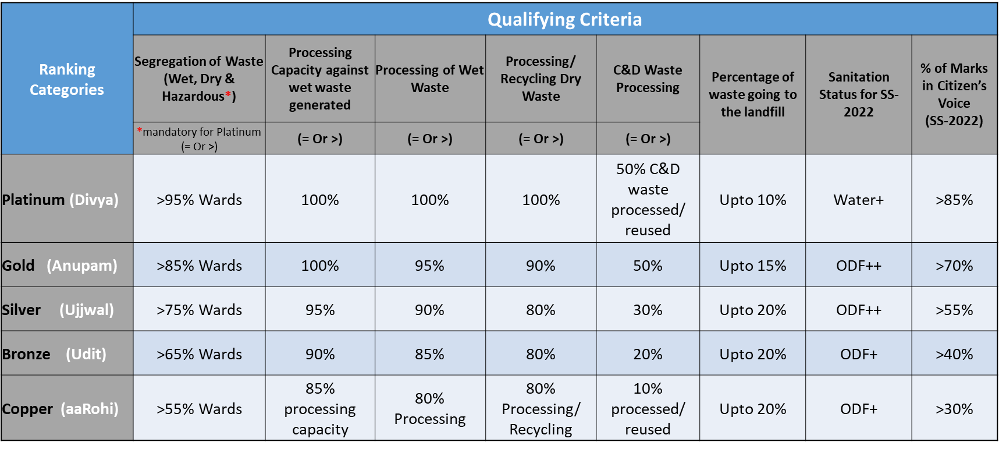 Qualifying Criteria
Ranking
Categories
Segregation of Waste
(Wet, Dry &
Hazardous*)
Processing
Capacity against
wet waste
generated
Processing of Wet
Waste
Processing/
Recycling Dry
Waste
C&D Waste
Processing
Percentage of
waste going to
the landfill
Sanitation
Status for SS-
2022
% of Marks
in Citizen’s
Voice
(SS-2022)
*mandatory for Platinum
(= Or >)
(= Or >)
(= Or >)
(= Or >)
(= Or >)
Platinum (Divya)
>95% Wards
100%
100%
100%
50% C&D
waste
processed/
reused
Upto 10%
Water+
>85%
Gold (Anupam)
>85% Wards
100%
95%
90%
50%
Upto 15%
ODF++
>70%
Silver (Ujjwal)
>75% Wards
95%
90%
80%
30%
Upto 20%
ODF++
>55%
Bronze (Udit)
>65% Wards
90%
85%
80%
20%
Upto 20%
ODF+
>40%
Copper (aaRohi)
>55% Wards
85%
processing
capacity
80%
Processing
80%
Processing/
Recycling
10%
processed/
reused
Upto 20%
ODF+
>30%